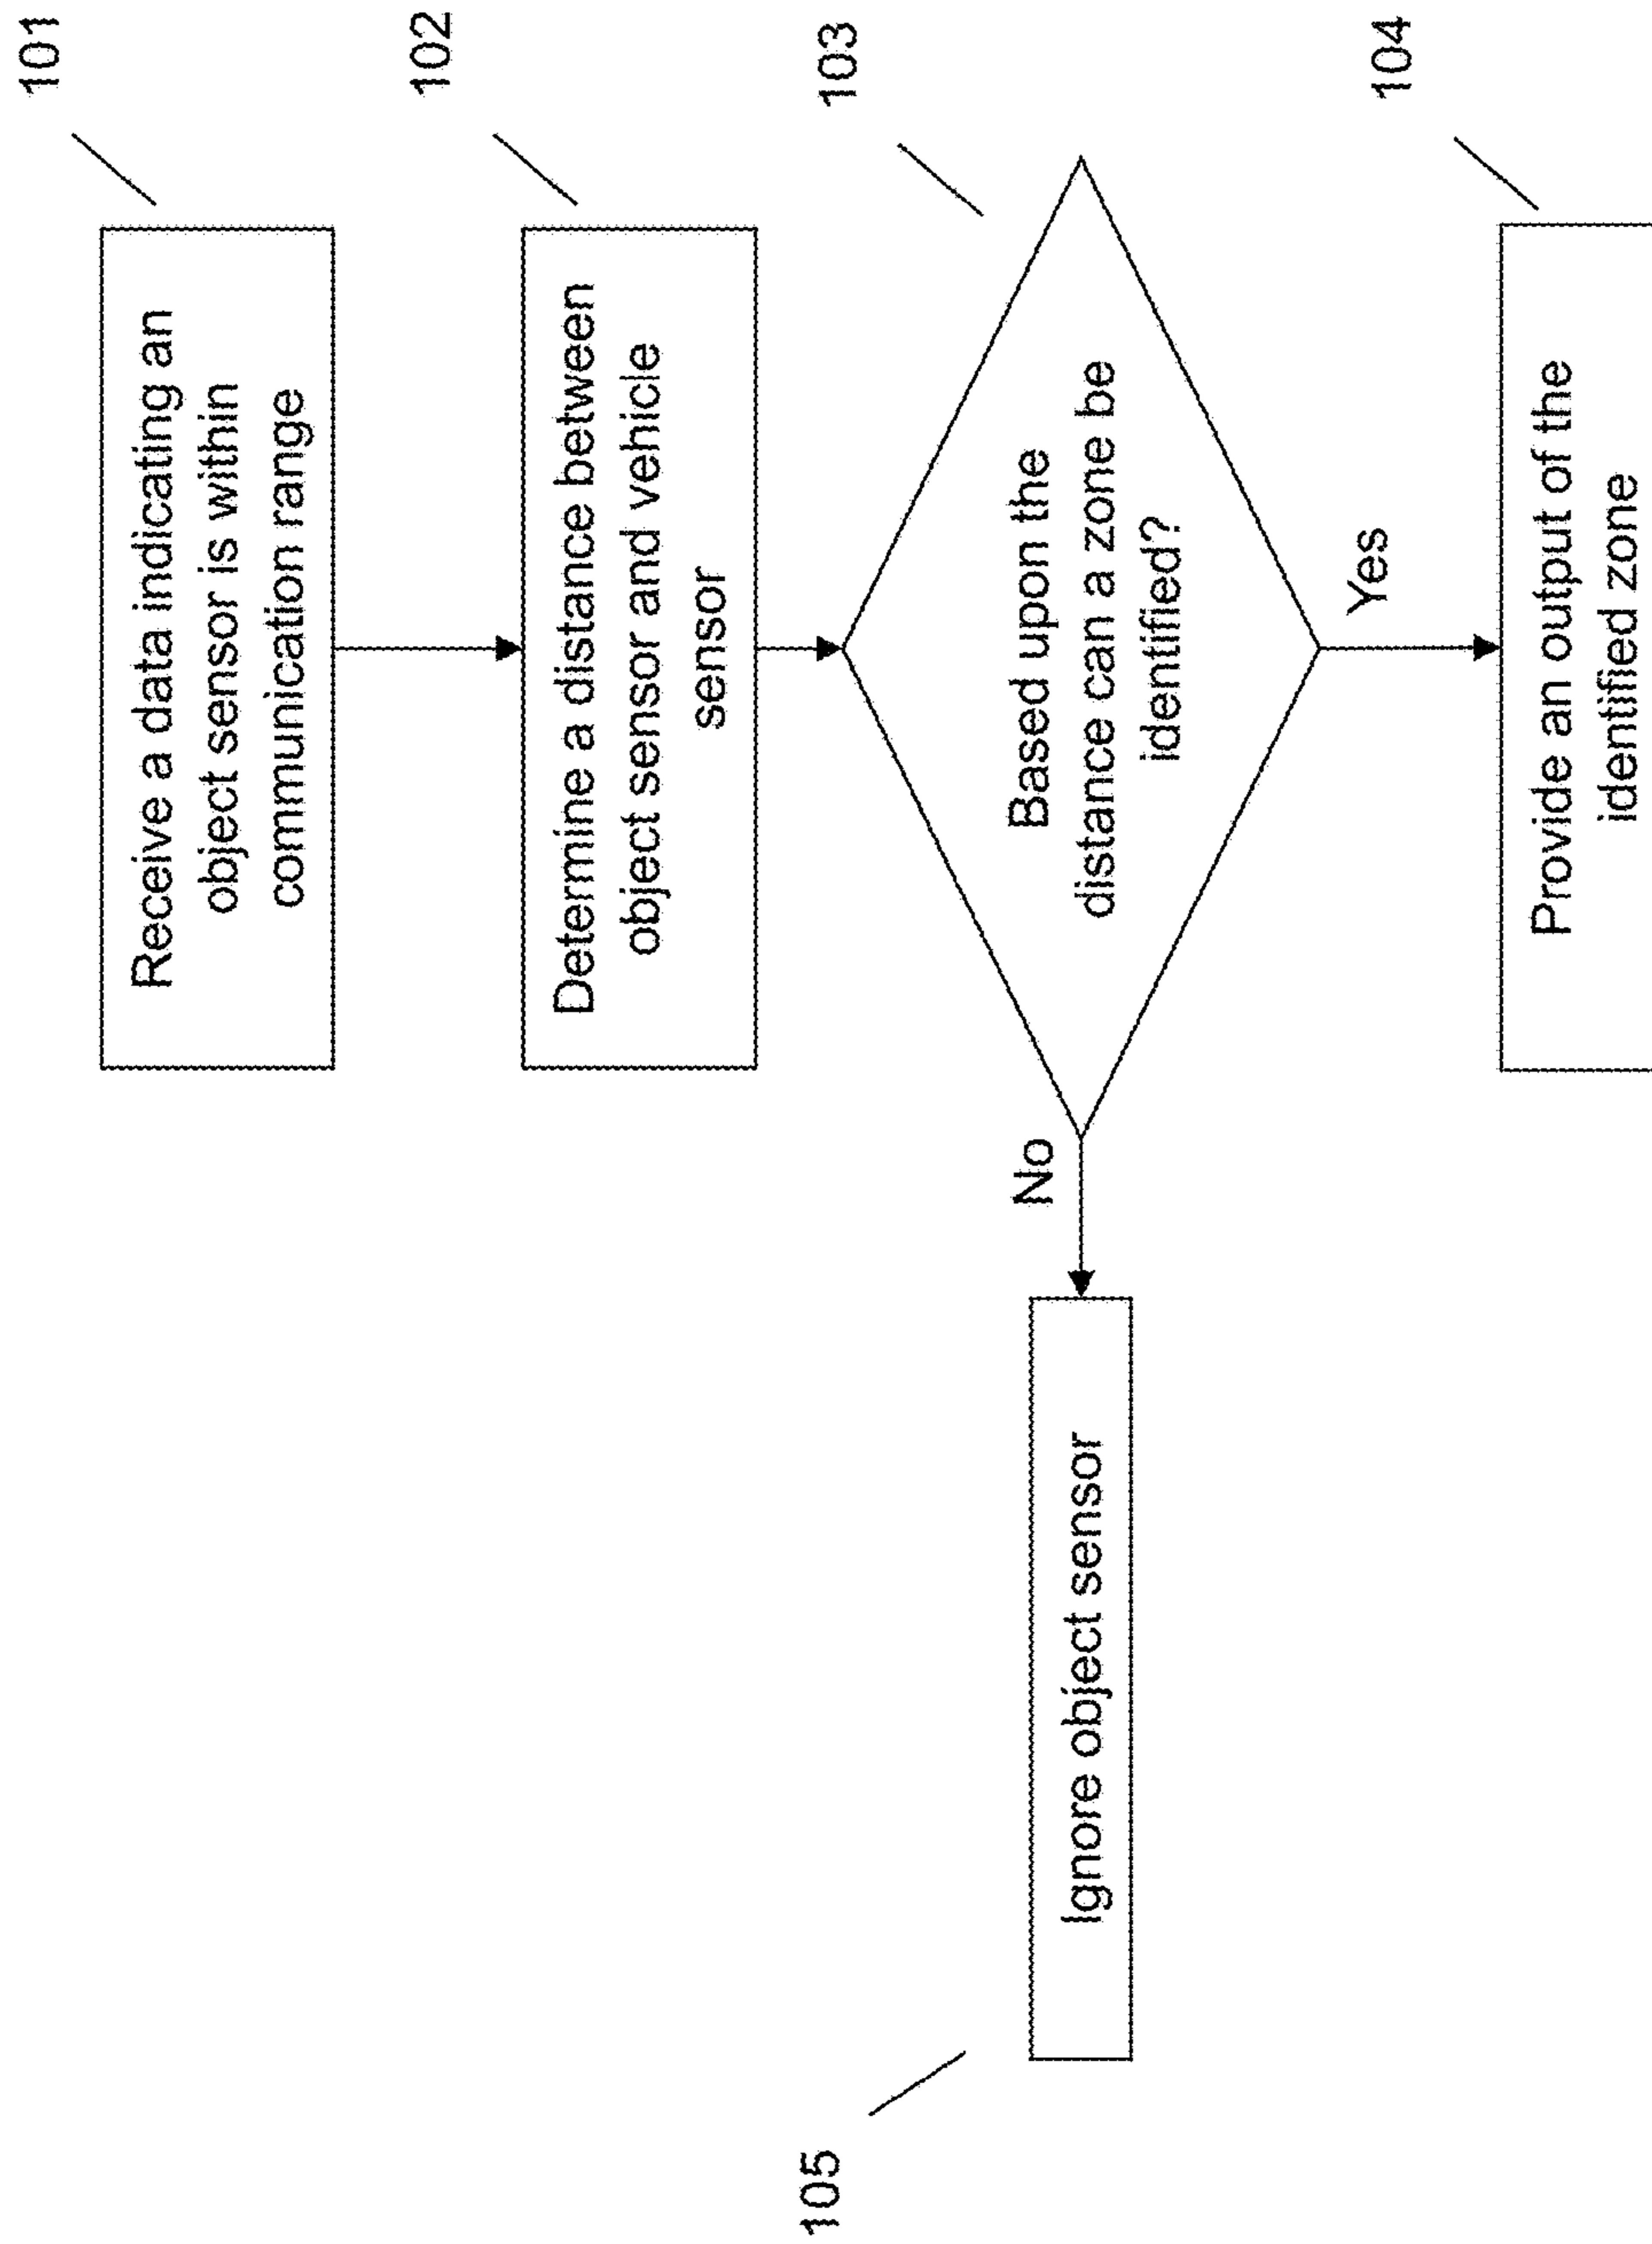 101
Receive a data indicating an
object sensor is within
communication range
102
Determine a distance between
object sensor and vehicle
sensor
103
Based upon the
distance can a zone be
identified?
No
Yes
105
Ignore object sensor
104
Provide an output of the
identified zone